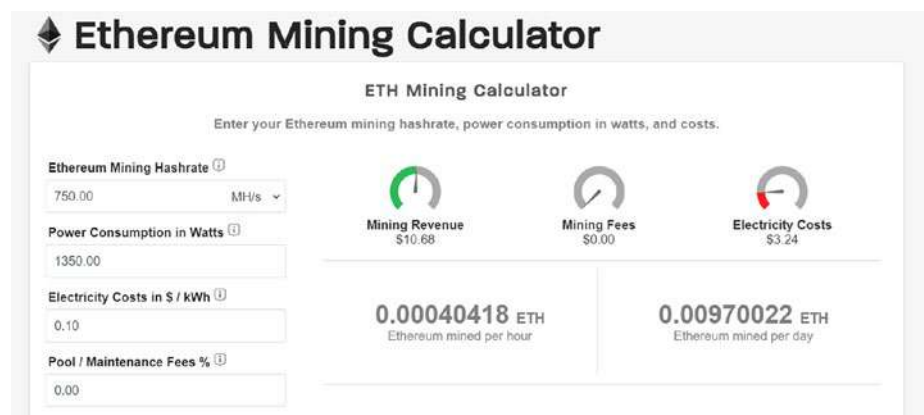 Ethereum Mining Calculator
ETH Mining Calculator
Enter your Ethereum mining hashrate, power consumption in watts, and costs.
Ethereum Mining Hashrate
750.00 MH/s
Power Consumption in Watts
1350.00
Electricity Costs in $ / kWh
0.10
Pool / Maintenance Fees %
0.00
Mining Revenue
$10.68
Mining Fees
$0.00
Electricity Costs
$3.24
0.00040418 ETH
Ethereum mined per hour
0.00970022 ETH
Ethereum mined per day